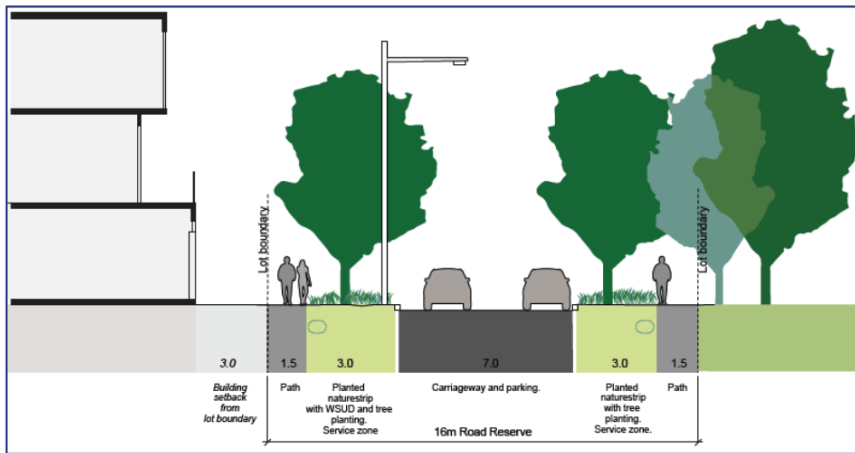 Lot boundary
Lot boundary
3.0
1.5
3.0
7.0
3.0
1.5
Building
setback
from
lot boundary
Path
Planted
naturestrip
with WSUD and tree
planting.
Service zone
Carriageway and parking.
Planted
naturestrip
with tree
planting.
Service zone.
Path
16m Road Reserve